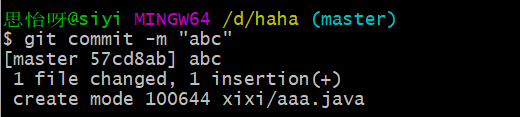 思怡呀@siyi MINGW64 /d/haha (master)
$ git commit -m "abc"
[master 57cd8ab] abc
 1 file changed, 1 insertion(+)
 create mode 100644 xixi/aaa.java